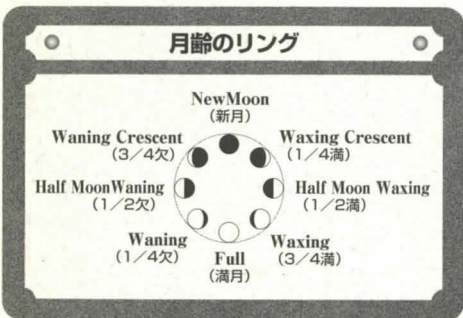 月齢のリング
NewMoon
(新月)
Waning Crescent
(3/4欠)
Waxing Crescent
(1/4満)
Half MoonWaning
(1/2欠)
Half Moon Waxing
(1/2満)
Waning
(1/4欠)
Full
(満月)
Waxing
(3/4満)